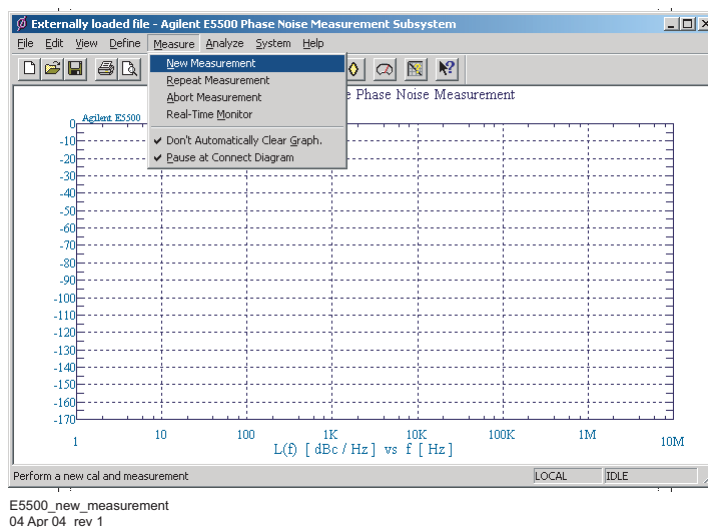 Externally loaded file - Agilent E5500 Phase Noise Measurement Subsystem
File Edit View Define Measure Analyze System Help
New Measurement
Repeat Measurement
Abort Measurement
Real-Time Monitor
✓ Don't Automatically Clear Graph.
✓ Pause at Connect Diagram
e Phase Noise Measurement
Agilent E5500
0
-10
-20
-30
-40
-50
-60
-70
-80
-90
-100
-110
-120
-130
-140
-150
-160
-170
1 10 100 1K 10K 100K 1M 10M
L(f) [ dBc / Hz ] vs f [ Hz ]
Perform a new cal and measurement LOCAL IDLE
E5500_new_measurement
04 Apr 04 rev 1